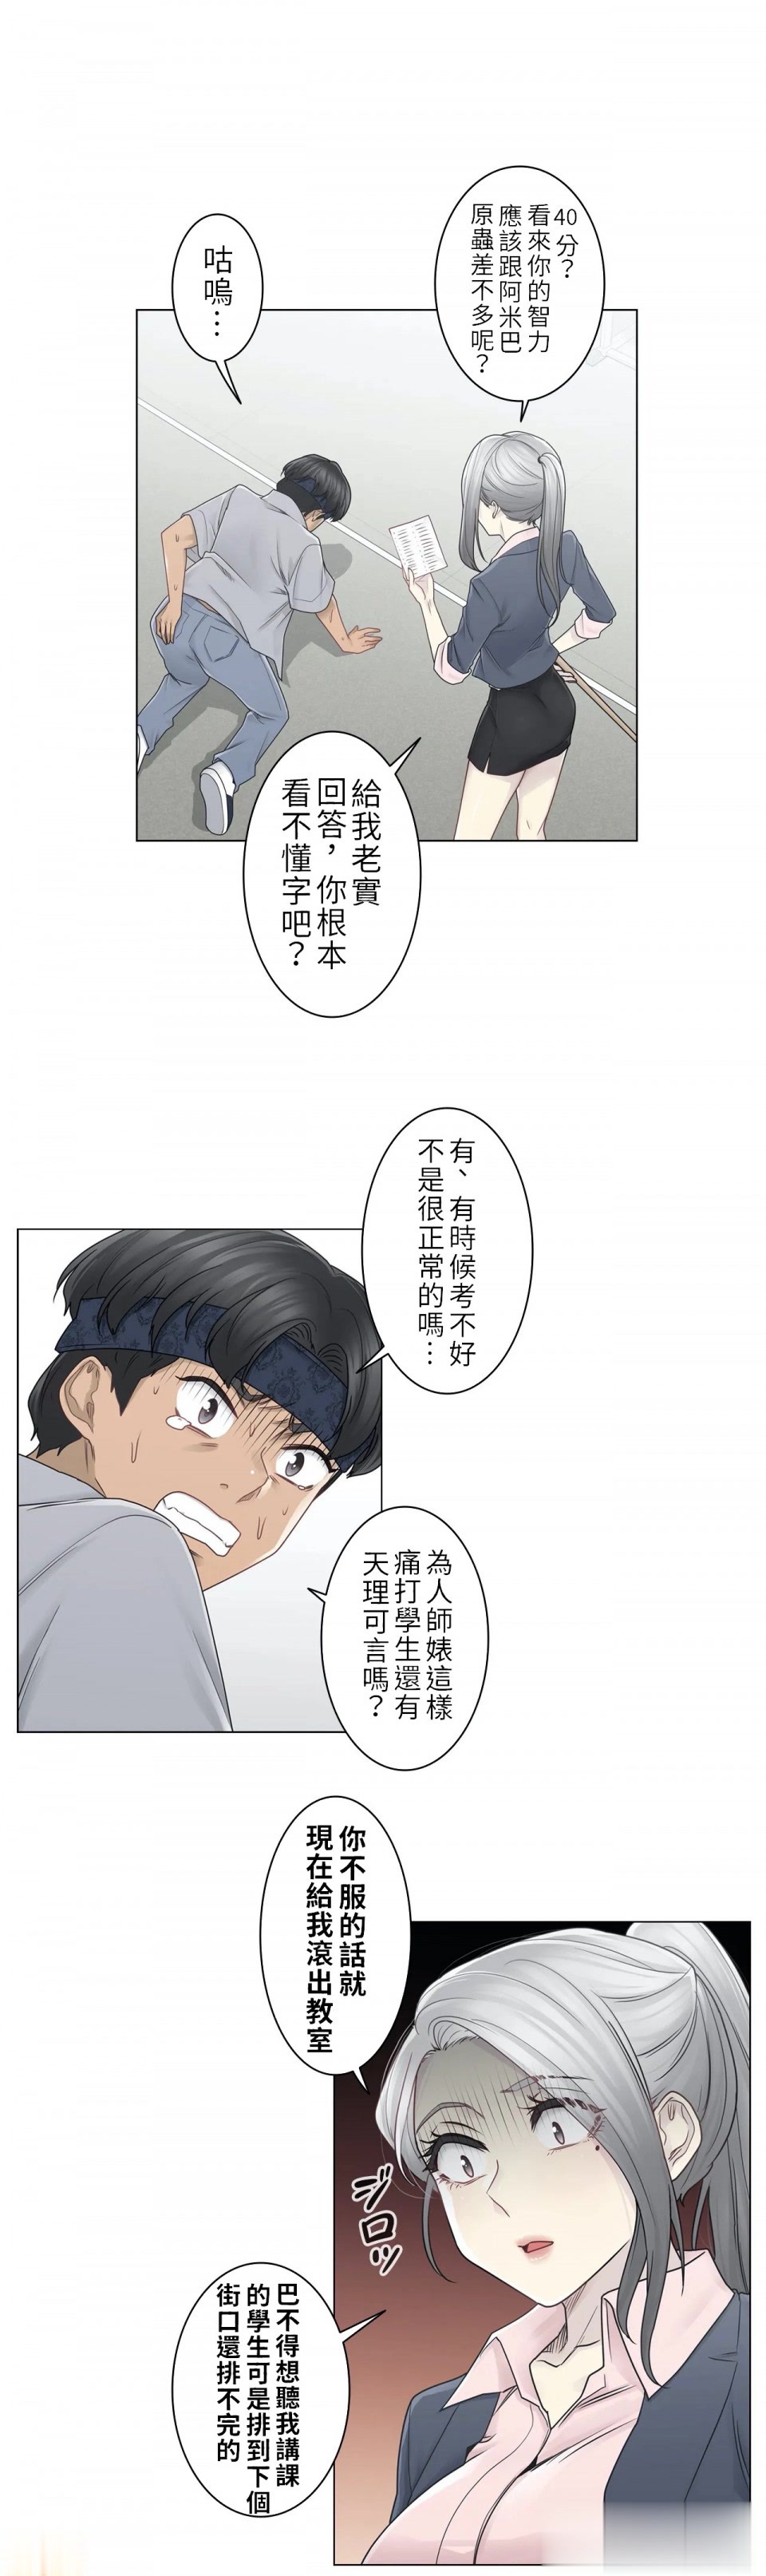 40分?
看來你的智力
應該跟阿米巴
原蟲差不多呢?
咕嗚…
給我老實
回答,你根本
看不懂字吧?
有、有時候考不好
不是很正常的嗎…
為人師婊這樣
痛打學生還有
天理可言嗎?
你不服的話就
現在給我滾出教室
ジロッ
巴不得想聽我講課
的學生可是排到下個
街口還排不完的